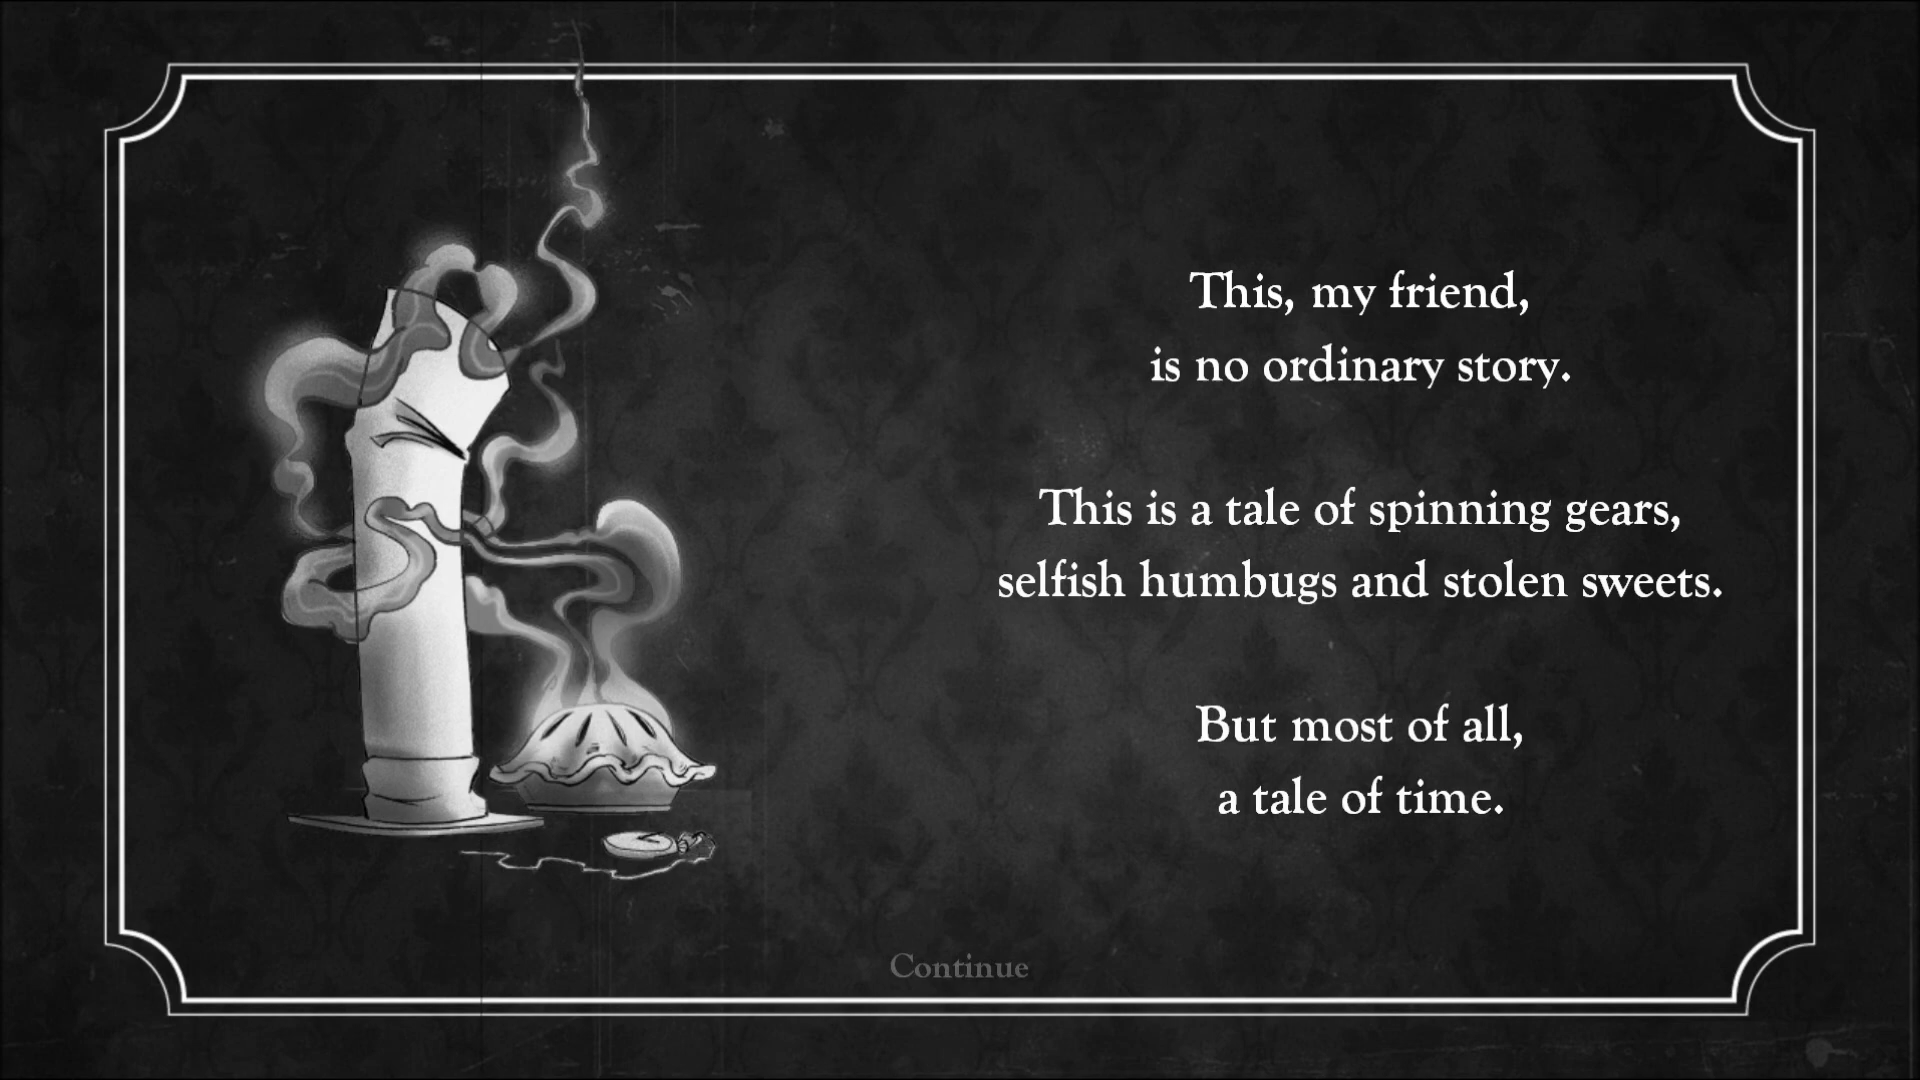 This, my friend,
is no ordinary story.
This is a tale of spinning gears,
selfish humbugs and stolen sweets.
But most of all,
a tale of time.
Continue